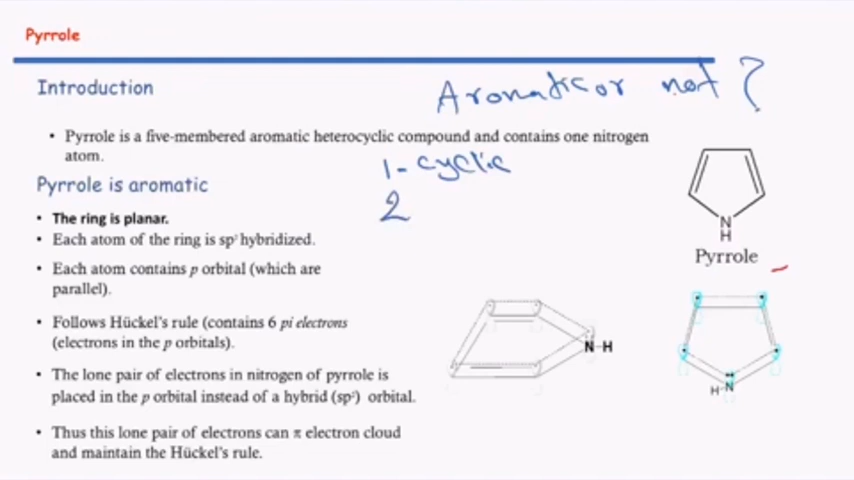 Pyrrole
Introduction
Aromatic or not ?
• Pyrrole is a five-membered aromatic heterocyclic compound and contains one nitrogen
atom.
1- cyclic
Pyrrole is aromatic
2
• The ring is planar.
• Each atom of the ring is sp² hybridized.
• Each atom contains p orbital (which are
parallel).
• Follows Hückel's rule (contains 6 pi electrons
(electrons in the p orbitals).
• The lone pair of electrons in nitrogen of pyrrole is
placed in the p orbital instead of a hybrid (sp²) orbital.
• Thus this lone pair of electrons can π electron cloud
and maintain the Hückel's rule.
N
H
Pyrrole
N-H
H-N